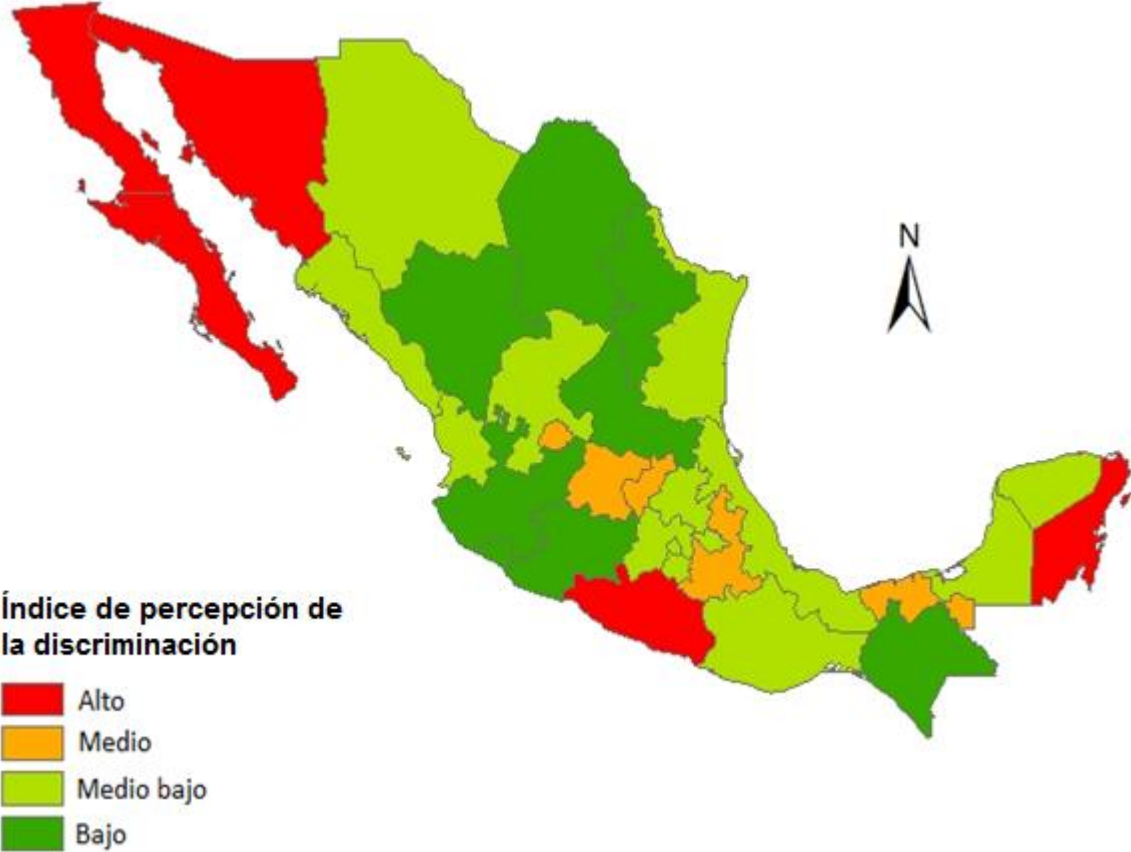 N
Índice de percepción de
la discriminación
Alto
Medio
Medio bajo
Bajo